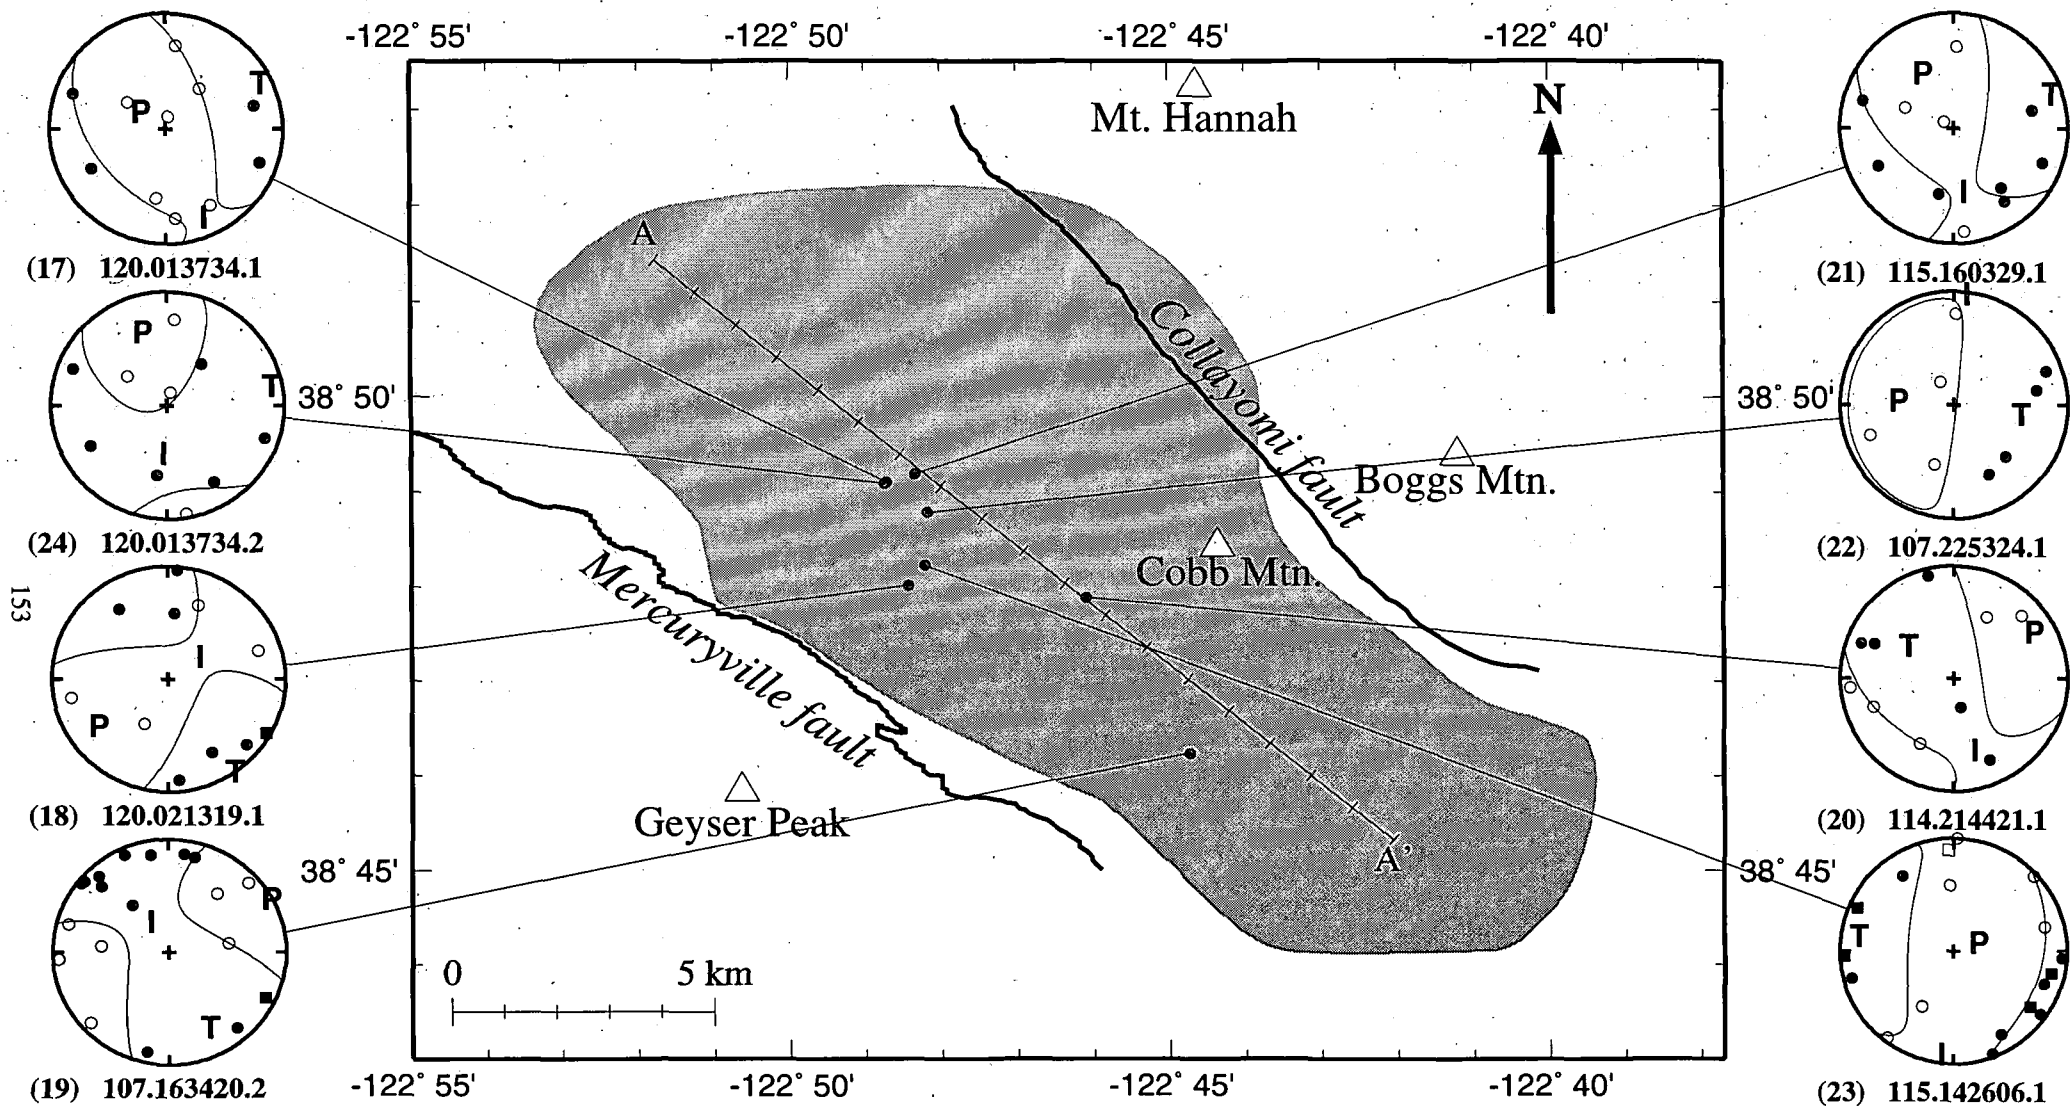 -122° 55' -122° 50' -122° 45' -122° 40'
P T I
(17) 120.013734.1
P T I
(24) 120.013734.2
I P T
(18) 120.021319.1
P I T
(19) 107.163420.2
153
Mt. Hannah
N
A
Collayomi fault
38° 50' 38° 50'
Boggs Mtn.
Cobb Mtn.
Mercuryville fault
Geyser Peak
A'
38° 45' 38° 45'
0 5 km
P T I
(21) 115.160329.1
I P T
(22) 107.225324.1
T P I
(20) 114.214421.1
T P I
(23) 115.142606.1
-122° 55' -122° 50' -122° 45' -122° 40'